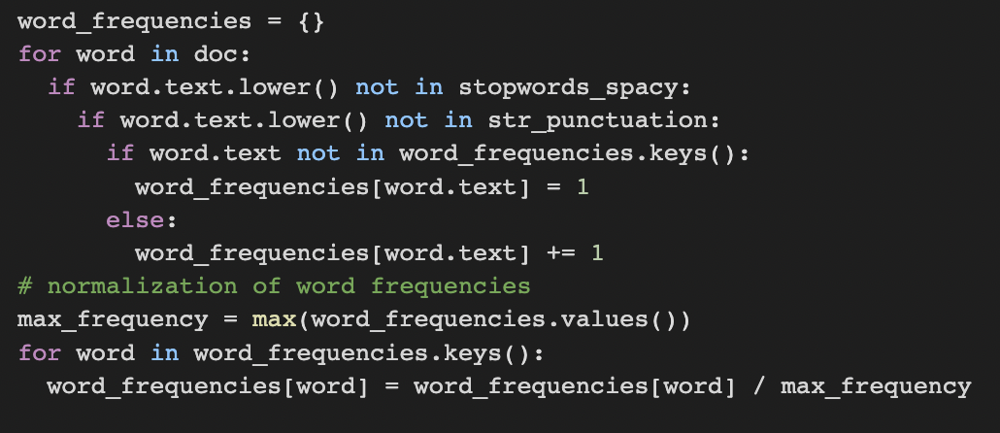 word_frequencies = {}
for word in doc:
  if word.text.lower() not in stopwords_spacy:
    if word.text.lower() not in str_punctuation:
      if word.text not in word_frequencies.keys():
        word_frequencies[word.text] = 1
      else:
        word_frequencies[word.text] += 1
# normalization of word frequencies
max_frequency = max(word_frequencies.values())
for word in word_frequencies.keys():
  word_frequencies[word] = word_frequencies[word] / max_frequency